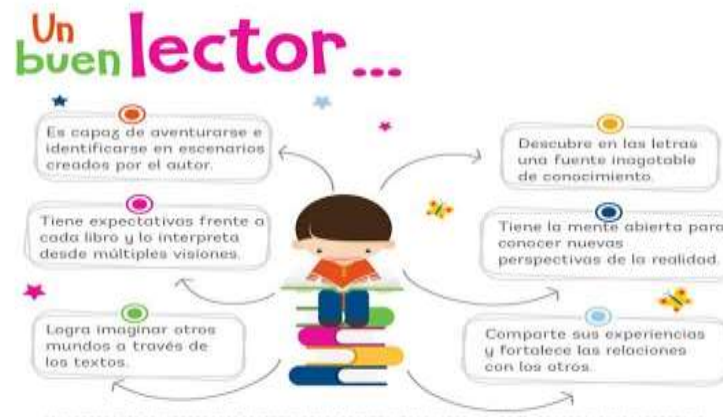 Un
buen lector...
Es capaz de aventurarse e
identificarse en escenarios
creados por el autor.
Tiene expectativas frente a
cada libro y lo interpreta
desde múltiples visiones.
Logra imaginar otros
mundos a través de
los textos.
Descubre en las letras
una fuente inagotable
de conocimiento.
Tiene la mente abierta para
conocer nuevas
perspectivas de la realidad.
Comparte sus experiencias
y fortalece las relaciones
con los otros.